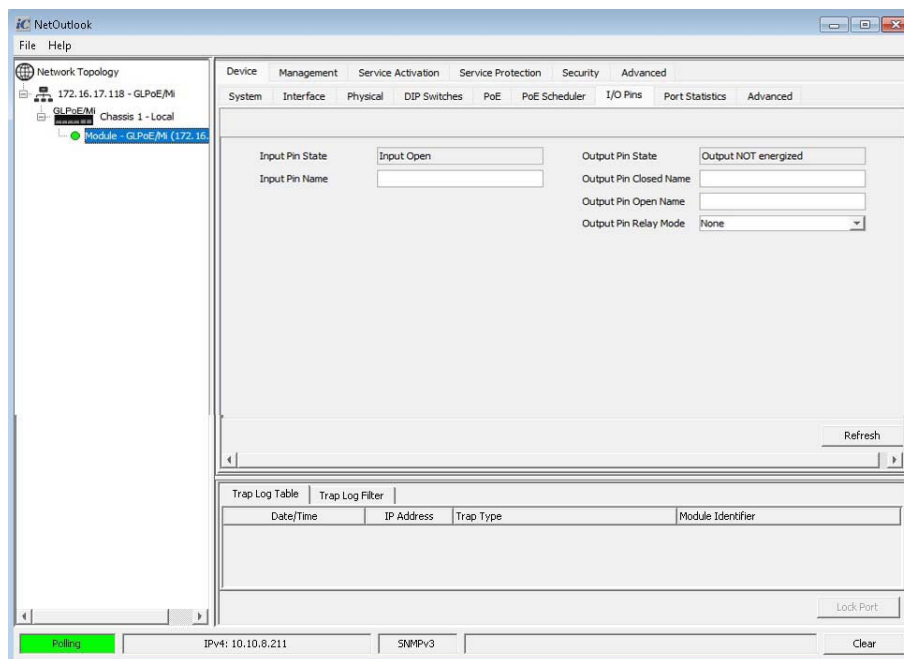 iC NetOutlook
File Help
Network Topology
172.16.17.118 - GLPoE/Mi
GLPoE/Mi
Chassis 1 - Local
Module - GLPoE/Mi (172.16.
Device Management Service Activation Service Protection Security Advanced
System Interface Physical DIP Switches PoE PoE Scheduler I/O Pins Port Statistics Advanced
Input Pin State Input Open Output Pin State Output NOT energized
Input Pin Name Output Pin Closed Name
Output Pin Open Name
Output Pin Relay Mode None
Refresh
Trap Log Table Trap Log Filter
Date/Time IP Address Trap Type Module Identifier
Lock Port
Polling IPv4: 10.10.8.211 SNMPv3 Clear